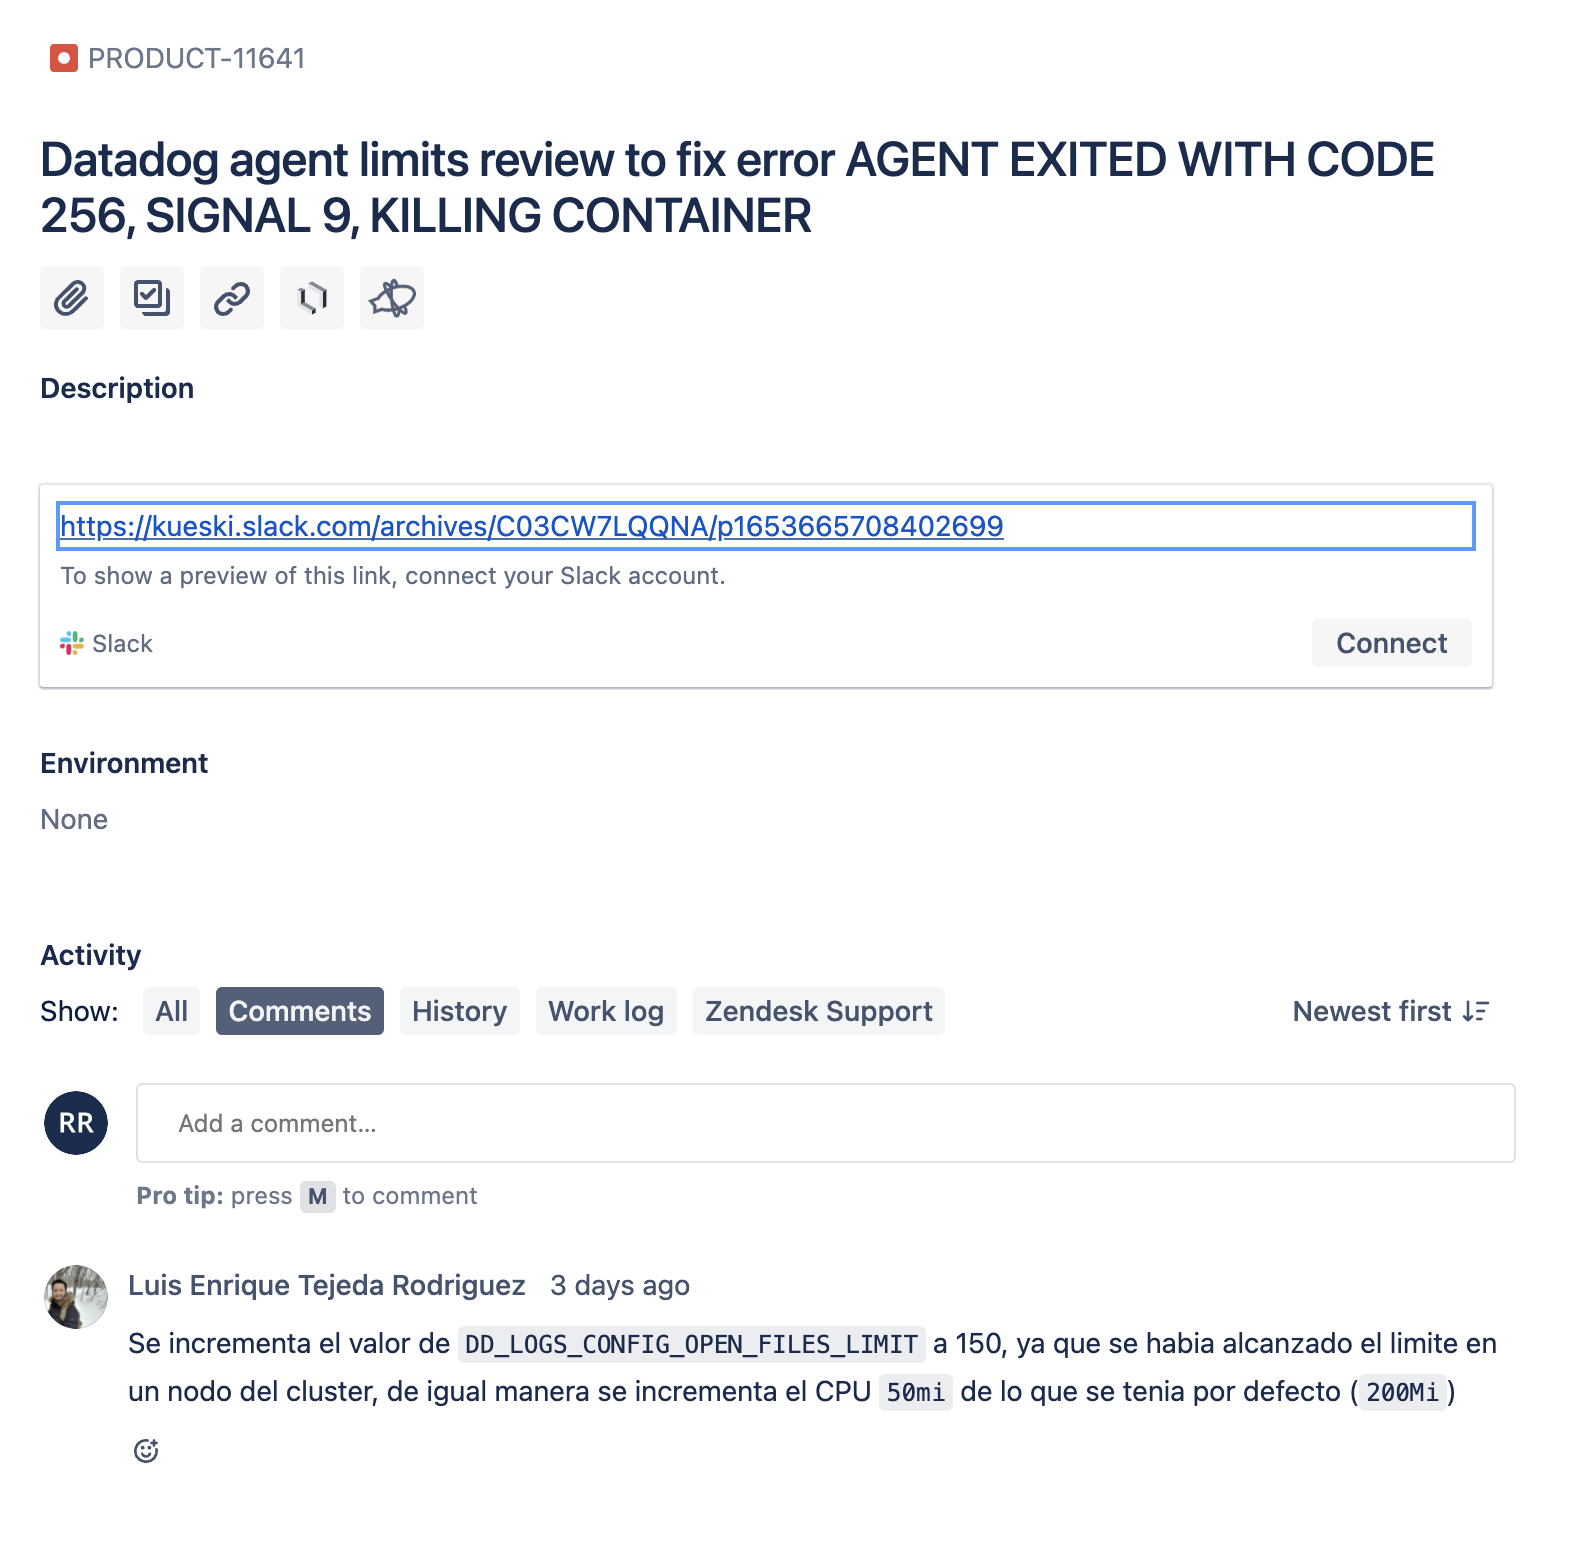 PRODUCT-11641
Datadog agent limits review to fix error AGENT EXITED WITH CODE
256, SIGNAL 9, KILLING CONTAINER
Description
https://kueski.slack.com/archives/C03CW7LQQNA/p1653665708402699
To show a preview of this link, connect your Slack account.
Slack Connect
Environment
None
Activity
Show: All Comments History Work log Zendesk Support Newest first
RR Add a comment...
Pro tip: press M to comment
Luis Enrique Tejeda Rodriguez 3 days ago
Se incrementa el valor de DD_LOGS_CONFIG_OPEN_FILES_LIMIT a 150, ya que se habia alcanzado el limite en
un nodo del cluster, de igual manera se incrementa el CPU 50mi de lo que se tenia por defecto (200Mi)